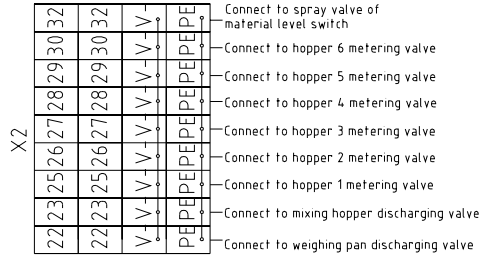 32 32 V- PE Connect to spray valve of
material level switch
30 30 V- PE Connect to hopper 6 metering valve
29 29 V- PE Connect to hopper 5 metering valve
28 28 V- PE Connect to hopper 4 metering valve
X2
27 27 V- PE Connect to hopper 3 metering valve
26 26 V- PE Connect to hopper 2 metering valve
25 25 V- PE Connect to hopper 1 metering valve
23 23 V- PE Connect to mixing hopper discharging valve
22 22 V- PE Connect to weighing pan discharging valve